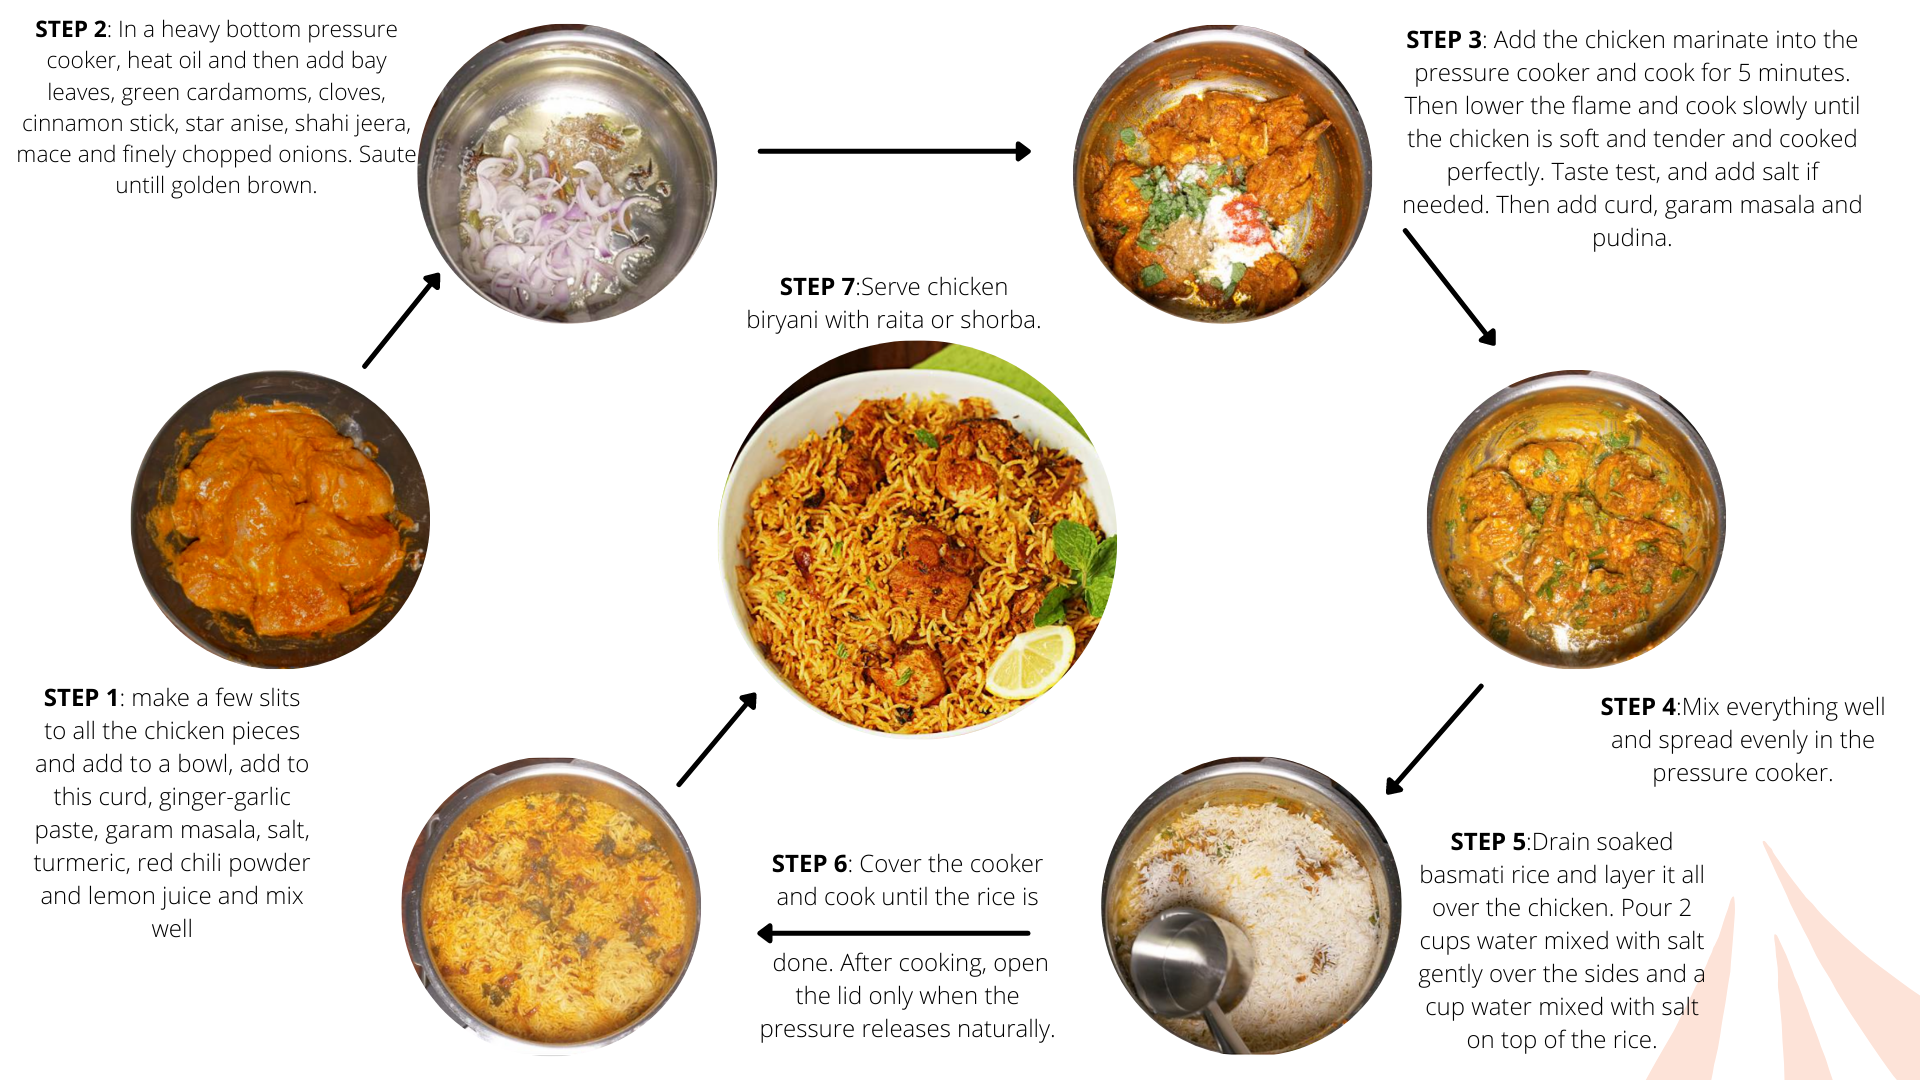 STEP 1: make a few slits
to all the chicken pieces
and add to a bowl, add to
this curd, ginger-garlic
paste, garam masala, salt,
turmeric, red chili powder
and lemon juice and mix
well
STEP 2: In a heavy bottom pressure
cooker, heat oil and then add bay
leaves, green cardamoms, cloves,
cinnamon stick, star anise, shahi jeera,
mace and finely chopped onions. Saute
untill golden brown.
STEP 3: Add the chicken marinate into the
pressure cooker and cook for 5 minutes.
Then lower the flame and cook slowly until
the chicken is soft and tender and cooked
perfectly. Taste test, and add salt if
needed. Then add curd, garam masala and
pudina.
STEP 4:Mix everything well
and spread evenly in the
pressure cooker.
STEP 5:Drain soaked
basmati rice and layer it all
over the chicken. Pour 2
cups water mixed with salt
gently over the sides and a
cup water mixed with salt
on top of the rice.
STEP 6: Cover the cooker
and cook until the rice is
done. After cooking, open
the lid only when the
pressure releases naturally.
STEP 7:Serve chicken
biryani with raita or shorba.